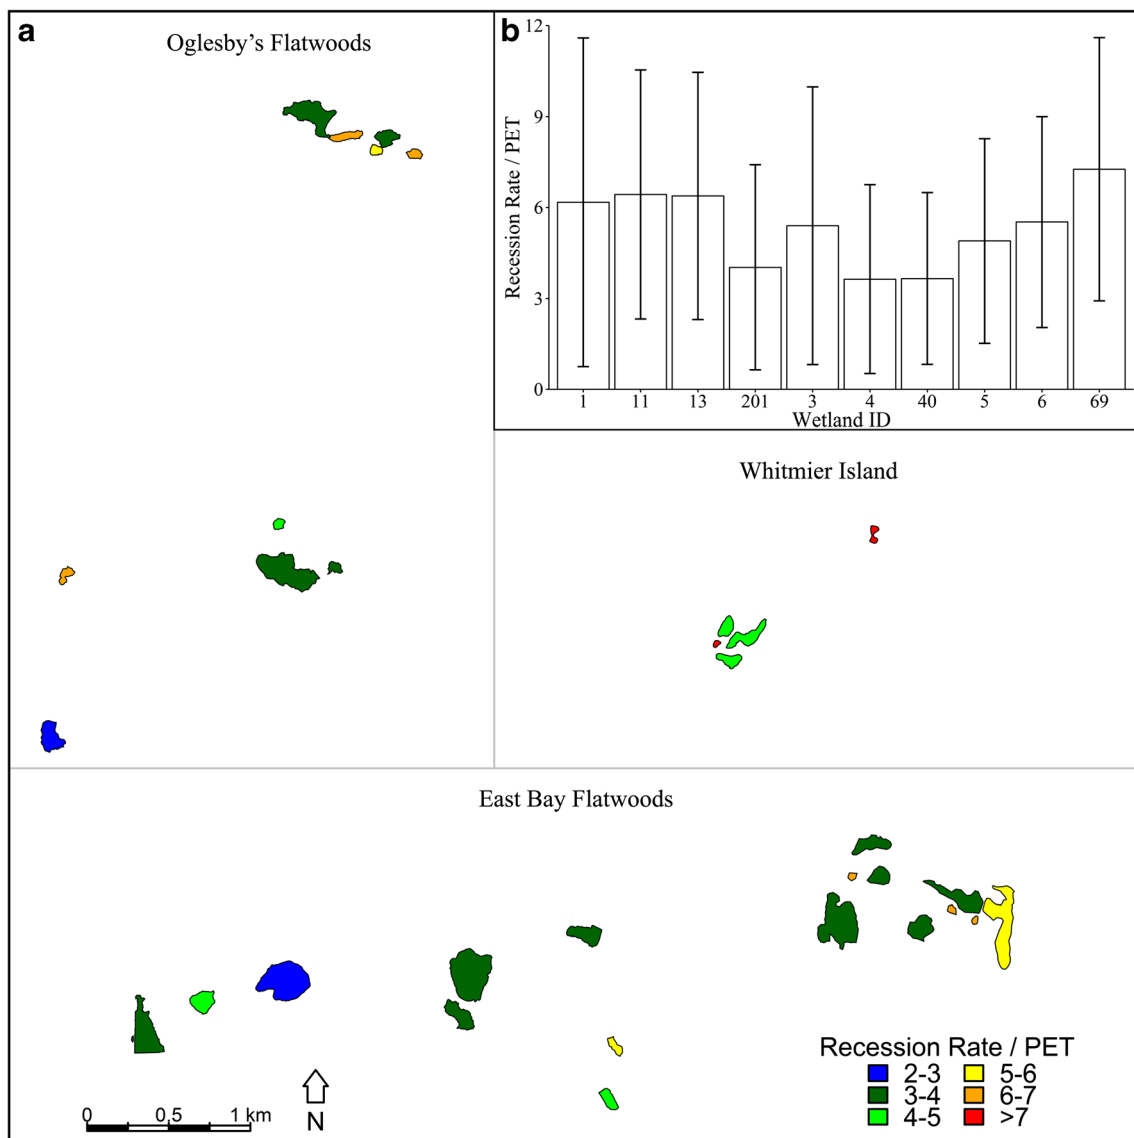 a
Oglesby’s Flatwoods
b
12
9
6
3
0
Recession Rate / PET
1 11 13 201 3 4 40 5 6 69
Wetland ID
Whitmier Island
East Bay Flatwoods
0 0,5 1 km
N
Recession Rate / PET
2-3 5-6
3-4 6-7
4-5 >7